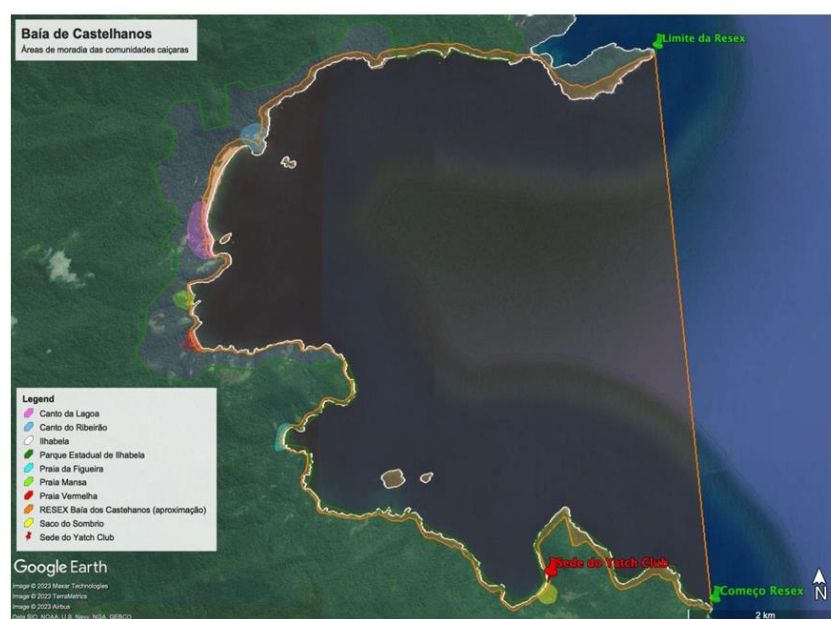 Baía de Castelhanos
Áreas de moradia das comunidades caiçaras
Limite da Resex
Legend
Canto da Lagoa
Canto do Ribeirão
Ilhabela
Parque Estadual de Ilhabela
Praia da Figueira
Praia Mansa
Praia Vermelha
RESEX Baía dos Castehanos (aproximação)
Saco do Sombrio
Sede do Yatch Club
Sede do Yatch Club
Começo Resex
Google Earth
Image © 2023 Maxar Technologies
Image © 2023 TerraMetrics
Image © 2023 Airbus
Data SIO, NOAA, U.S. Navy, NGA, GEBCO
N
2 km